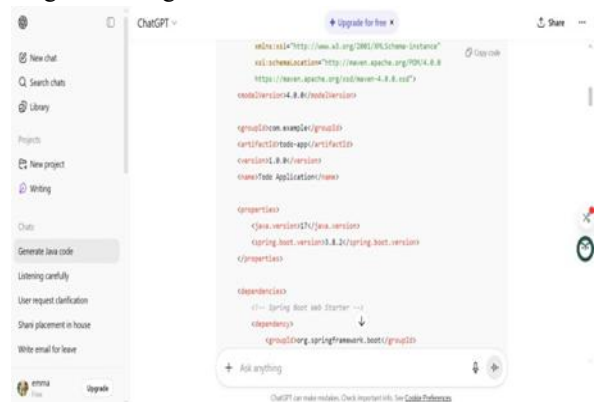 ChatGPT
Upgrade for free
Share
New chat
Search chats
Library
Projects
New project
Writing
Chats
Generate Java code
Listening carefully
User request clarification
Shani placement in house
Write email for leave
emma
Free
Upgrade
Copy code
xmlns:xsi="http://www.w3.org/2001/XMLSchema-instance"
xsi:schemaLocation="http://maven.apache.org/POM/4.0.0
https://maven.apache.org/xsd/maven-4.0.0.xsd">
<modelVersion>4.0.0</modelVersion>
<groupId>com.example</groupId>
<artifactId>todo-app</artifactId>
<version>1.0.0</version>
<name>Todo Application</name>
<properties>
<java.version>17</java.version>
<spring.boot.version>3.0.2</spring.boot.version>
</properties>
<dependencies>
<!-- Spring Boot Web Starter -->
<dependency>
<groupId>org.springframework.boot</groupId>
Ask anything
ChatGPT can make mistakes. Check important info. See Cookie Preferences.